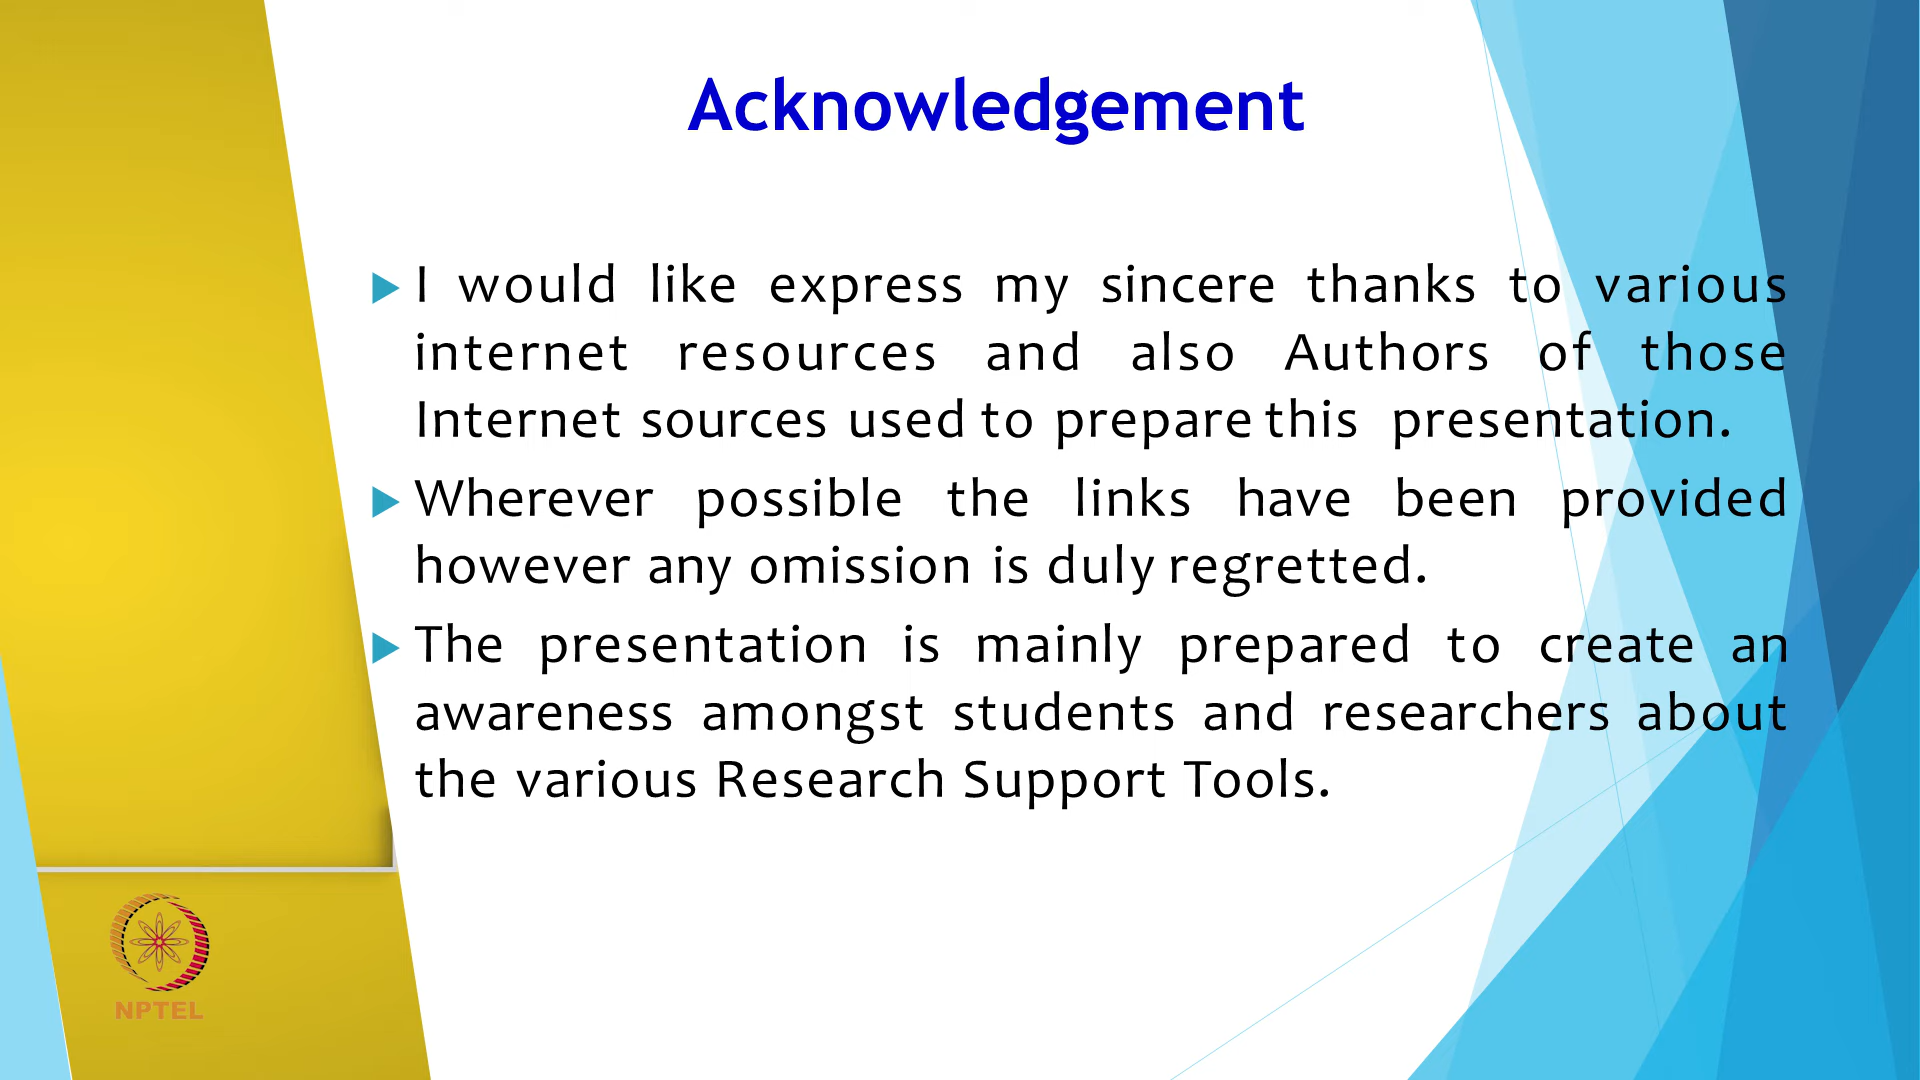 Acknowledgement
I would like express my sincere thanks to various
internet resources and also Authors of those
Internet sources used to prepare this presentation.
Wherever possible the links have been provided
however any omission is duly regretted.
The presentation is mainly prepared to create an
awareness amongst students and researchers about
the various Research Support Tools.
NPTEL